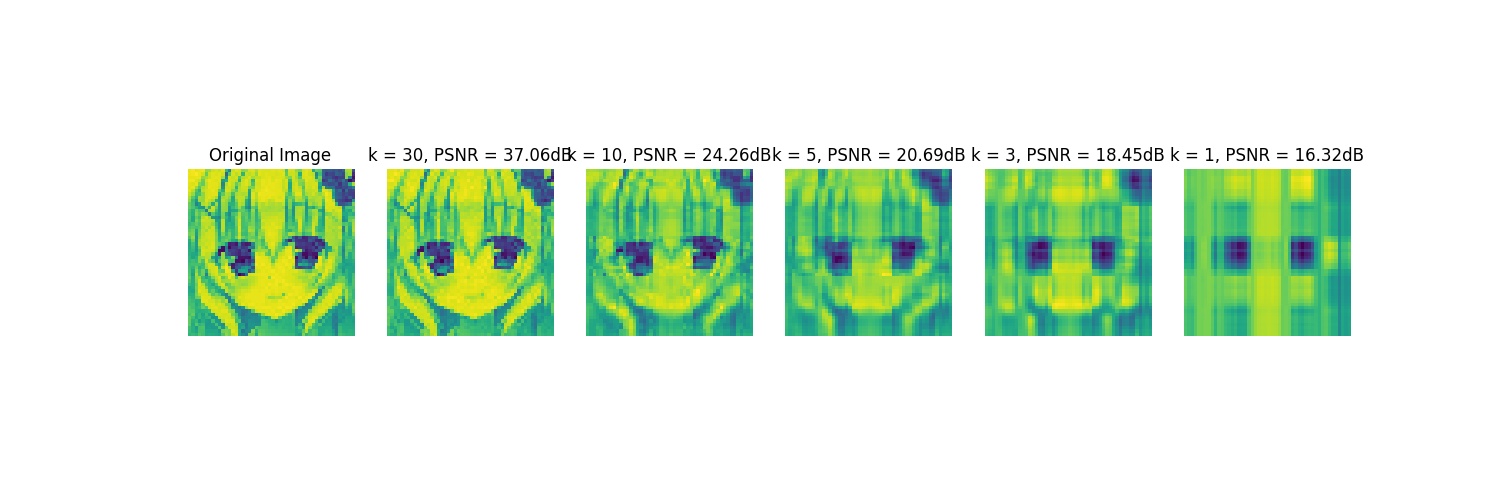 Original Image
k = 30, PSNR = 37.06dB
k = 10, PSNR = 24.26dB
k = 5, PSNR = 20.69dB
k = 3, PSNR = 18.45dB
k = 1, PSNR = 16.32dB